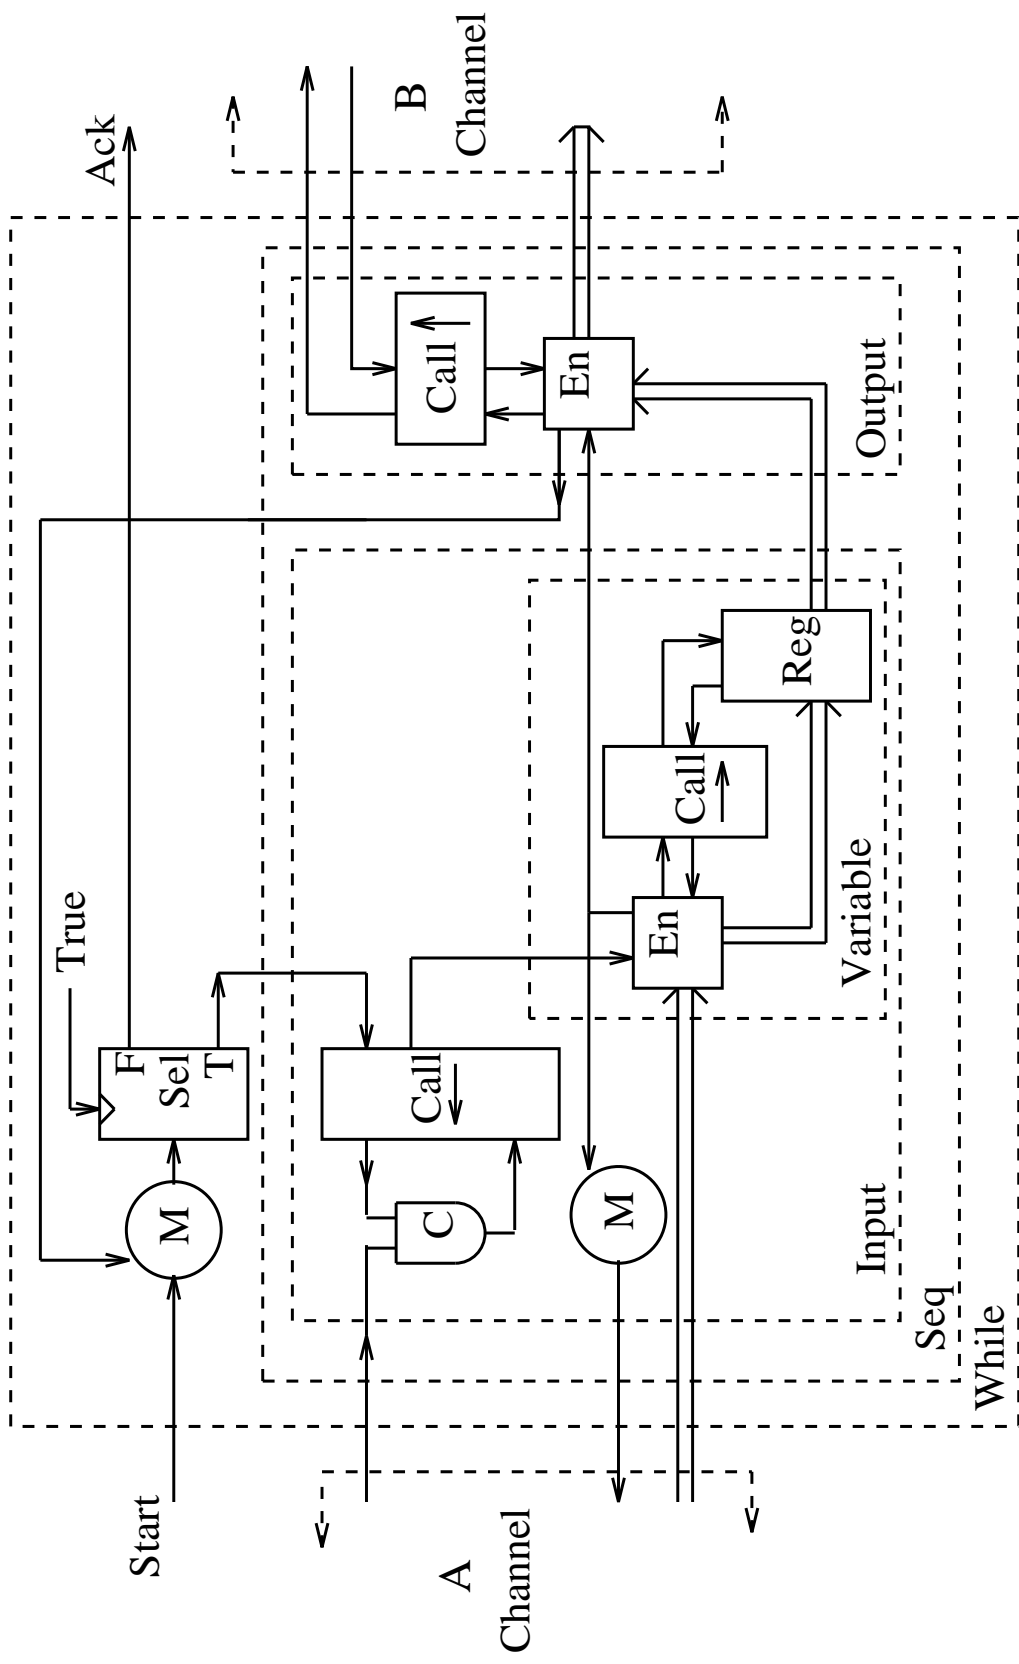 Start
Ack
True
M
F
Sel
T
Call
C
M
En
Call
Reg
Call
En
Variable
Input
Output
Seq
While
A
Channel
B
Channel